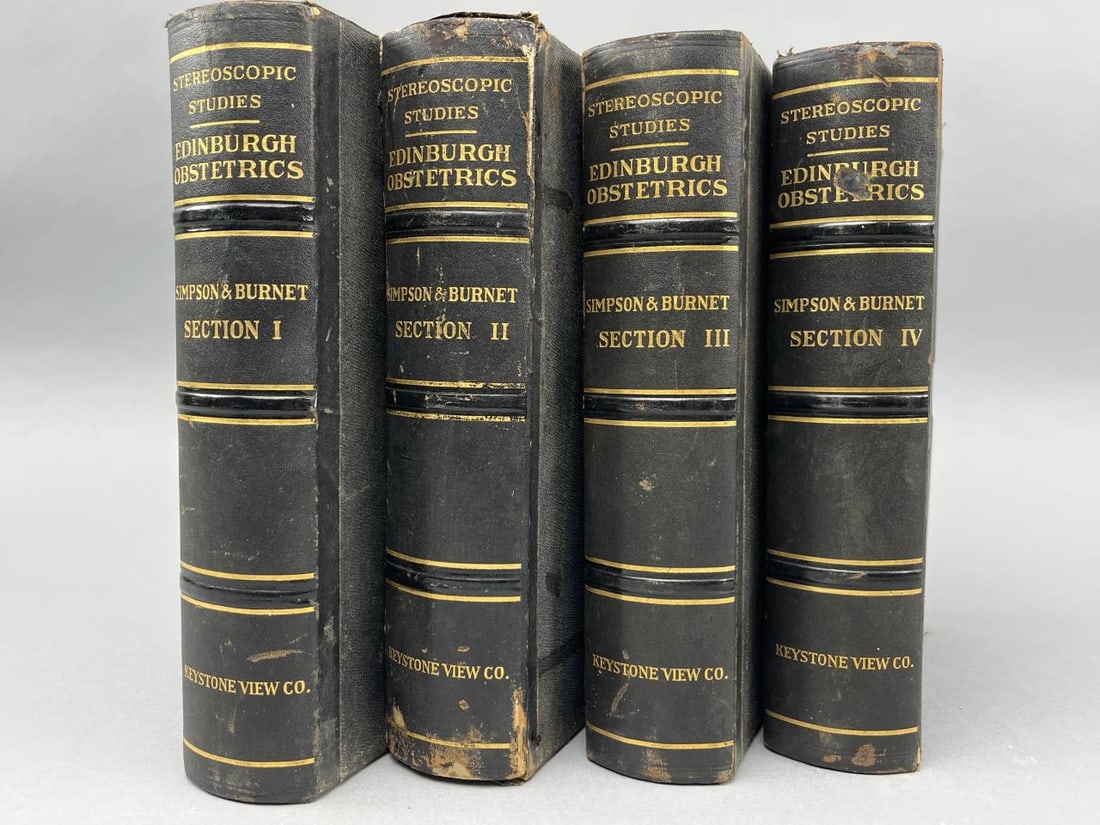 STEREOSCOPIC
STUDIES
EDINBURGH
OBSTETRICS
SIMPSON & BURNET
SECTION I
KEYSTONE VIEW CO.
STEREOSCOPIC
STUDIES
EDINBURGH
OBSTETRICS
SIMPSON & BURNET
SECTION II
KEYSTONE VIEW CO.
STEREOSCOPIC
STUDIES
EDINBURGH
OBSTETRICS
SIMPSON & BURNET
SECTION III
KEYSTONE VIEW CO.
STEREOSCOPIC
STUDIES
EDINBURGH
OBSTETRICS
SIMPSON & BURNET
SECTION IV
KEYSTONE VIEW CO.